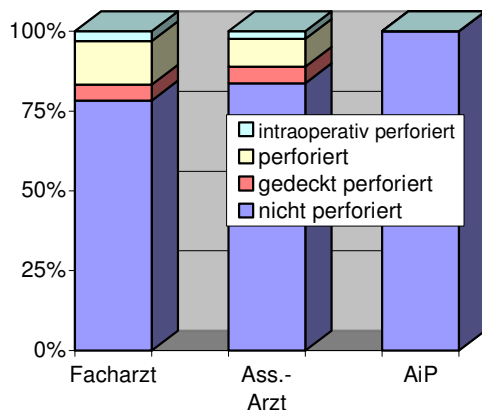 100%
75%
50%
25%
0%
intraoperativ perforiert
perforiert
gedeckt perforiert
nicht perforiert
Facharzt
Ass.-
Arzt
AiP